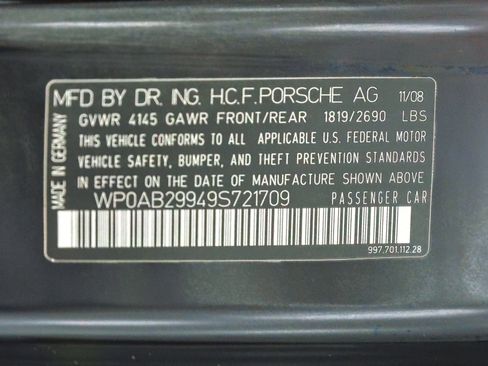 MFD BY DR. ING. H.C.F. PORSCHE AG 11/08
GVWR 4145 GAWR FRONT/REAR 1819/2690 LBS
THIS VEHICLE CONFORMS TO ALL APPLICABLE U.S. FEDERAL MOTOR
VEHICLE SAFETY, BUMPER, AND THEFT PREVENTION STANDARDS
IN EFFECT ON THE DATE OF MANUFACTURE SHOWN ABOVE
WP0AB29949S721709 PASSENGER CAR
997.701.112.28
MADE IN GERMANY